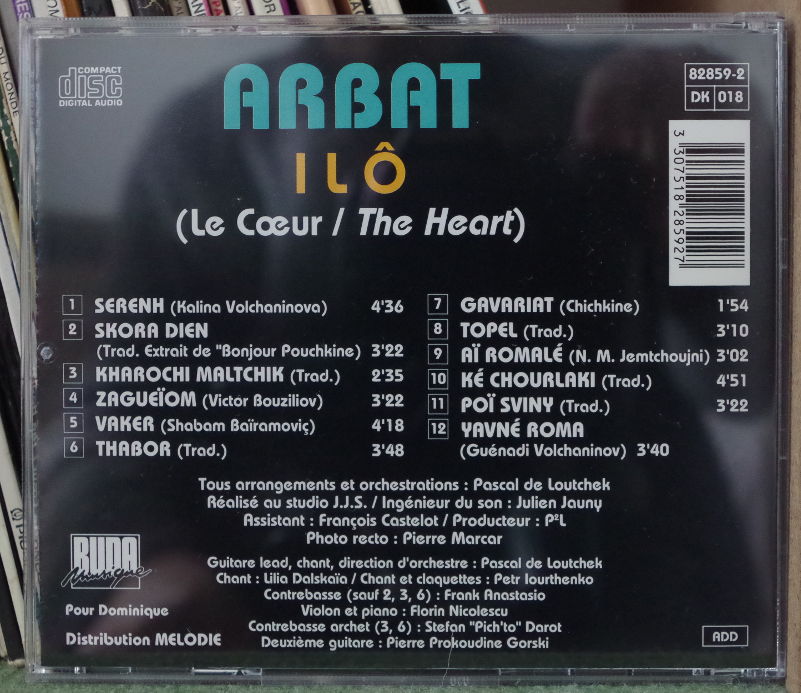 COMPACT
disc
DIGITAL AUDIO
ARBAT
ILÔ
(Le Cœur / The Heart)
82859-2
DK 018
3 307518 285927
1 SERENH (Kalina Volchaninova) 4'36
2 SKORA DIEN
(Trad. Extrait de "Bonjour Pouchkine) 3'22
3 KHAROCHI MALTCHIK (Trad.) 2'35
4 ZAGUEÏOM (Victor Bouziliov) 3'22
5 VAKER (Shabam Baïramoviç) 4'18
6 THABOR (Trad.) 3'48
7 GAVARIAT (Chichkine) 1'54
8 TOPEL (Trad.) 3'10
9 AÏ ROMALÉ (N. M. Jemtchoujni) 3'02
10 KÉ CHOURLAKI (Trad.) 4'51
11 POÏ SVINY (Trad.) 3'22
12 YAVNÉ ROMA
(Guénadi Volchaninov) 3'40
Tous arrangements et orchestrations : Pascal de Loutchek
Réalisé au studio J.J.S. / Ingénieur du son : Julien Jauny
Assistant : François Castelot / Producteur : P²L
Photo recto : Pierre Marcar
Guitare lead, chant, direction d'orchestre : Pascal de Loutchek
Chant : Lilia Dalskaïa / Chant et claquettes : Petr Iourthenko
Contrebasse (sauf 2, 3, 6) : Frank Anastasio
Violon et piano : Florin Nicolescu
Contrebasse archet (3, 6) : Stefan "Pich'to" Darot
Deuxième guitare : Pierre Prokoudine Gorski
BUDA
Musique
Pour Dominique
Distribution MELODIE
ADD
DU MONDE